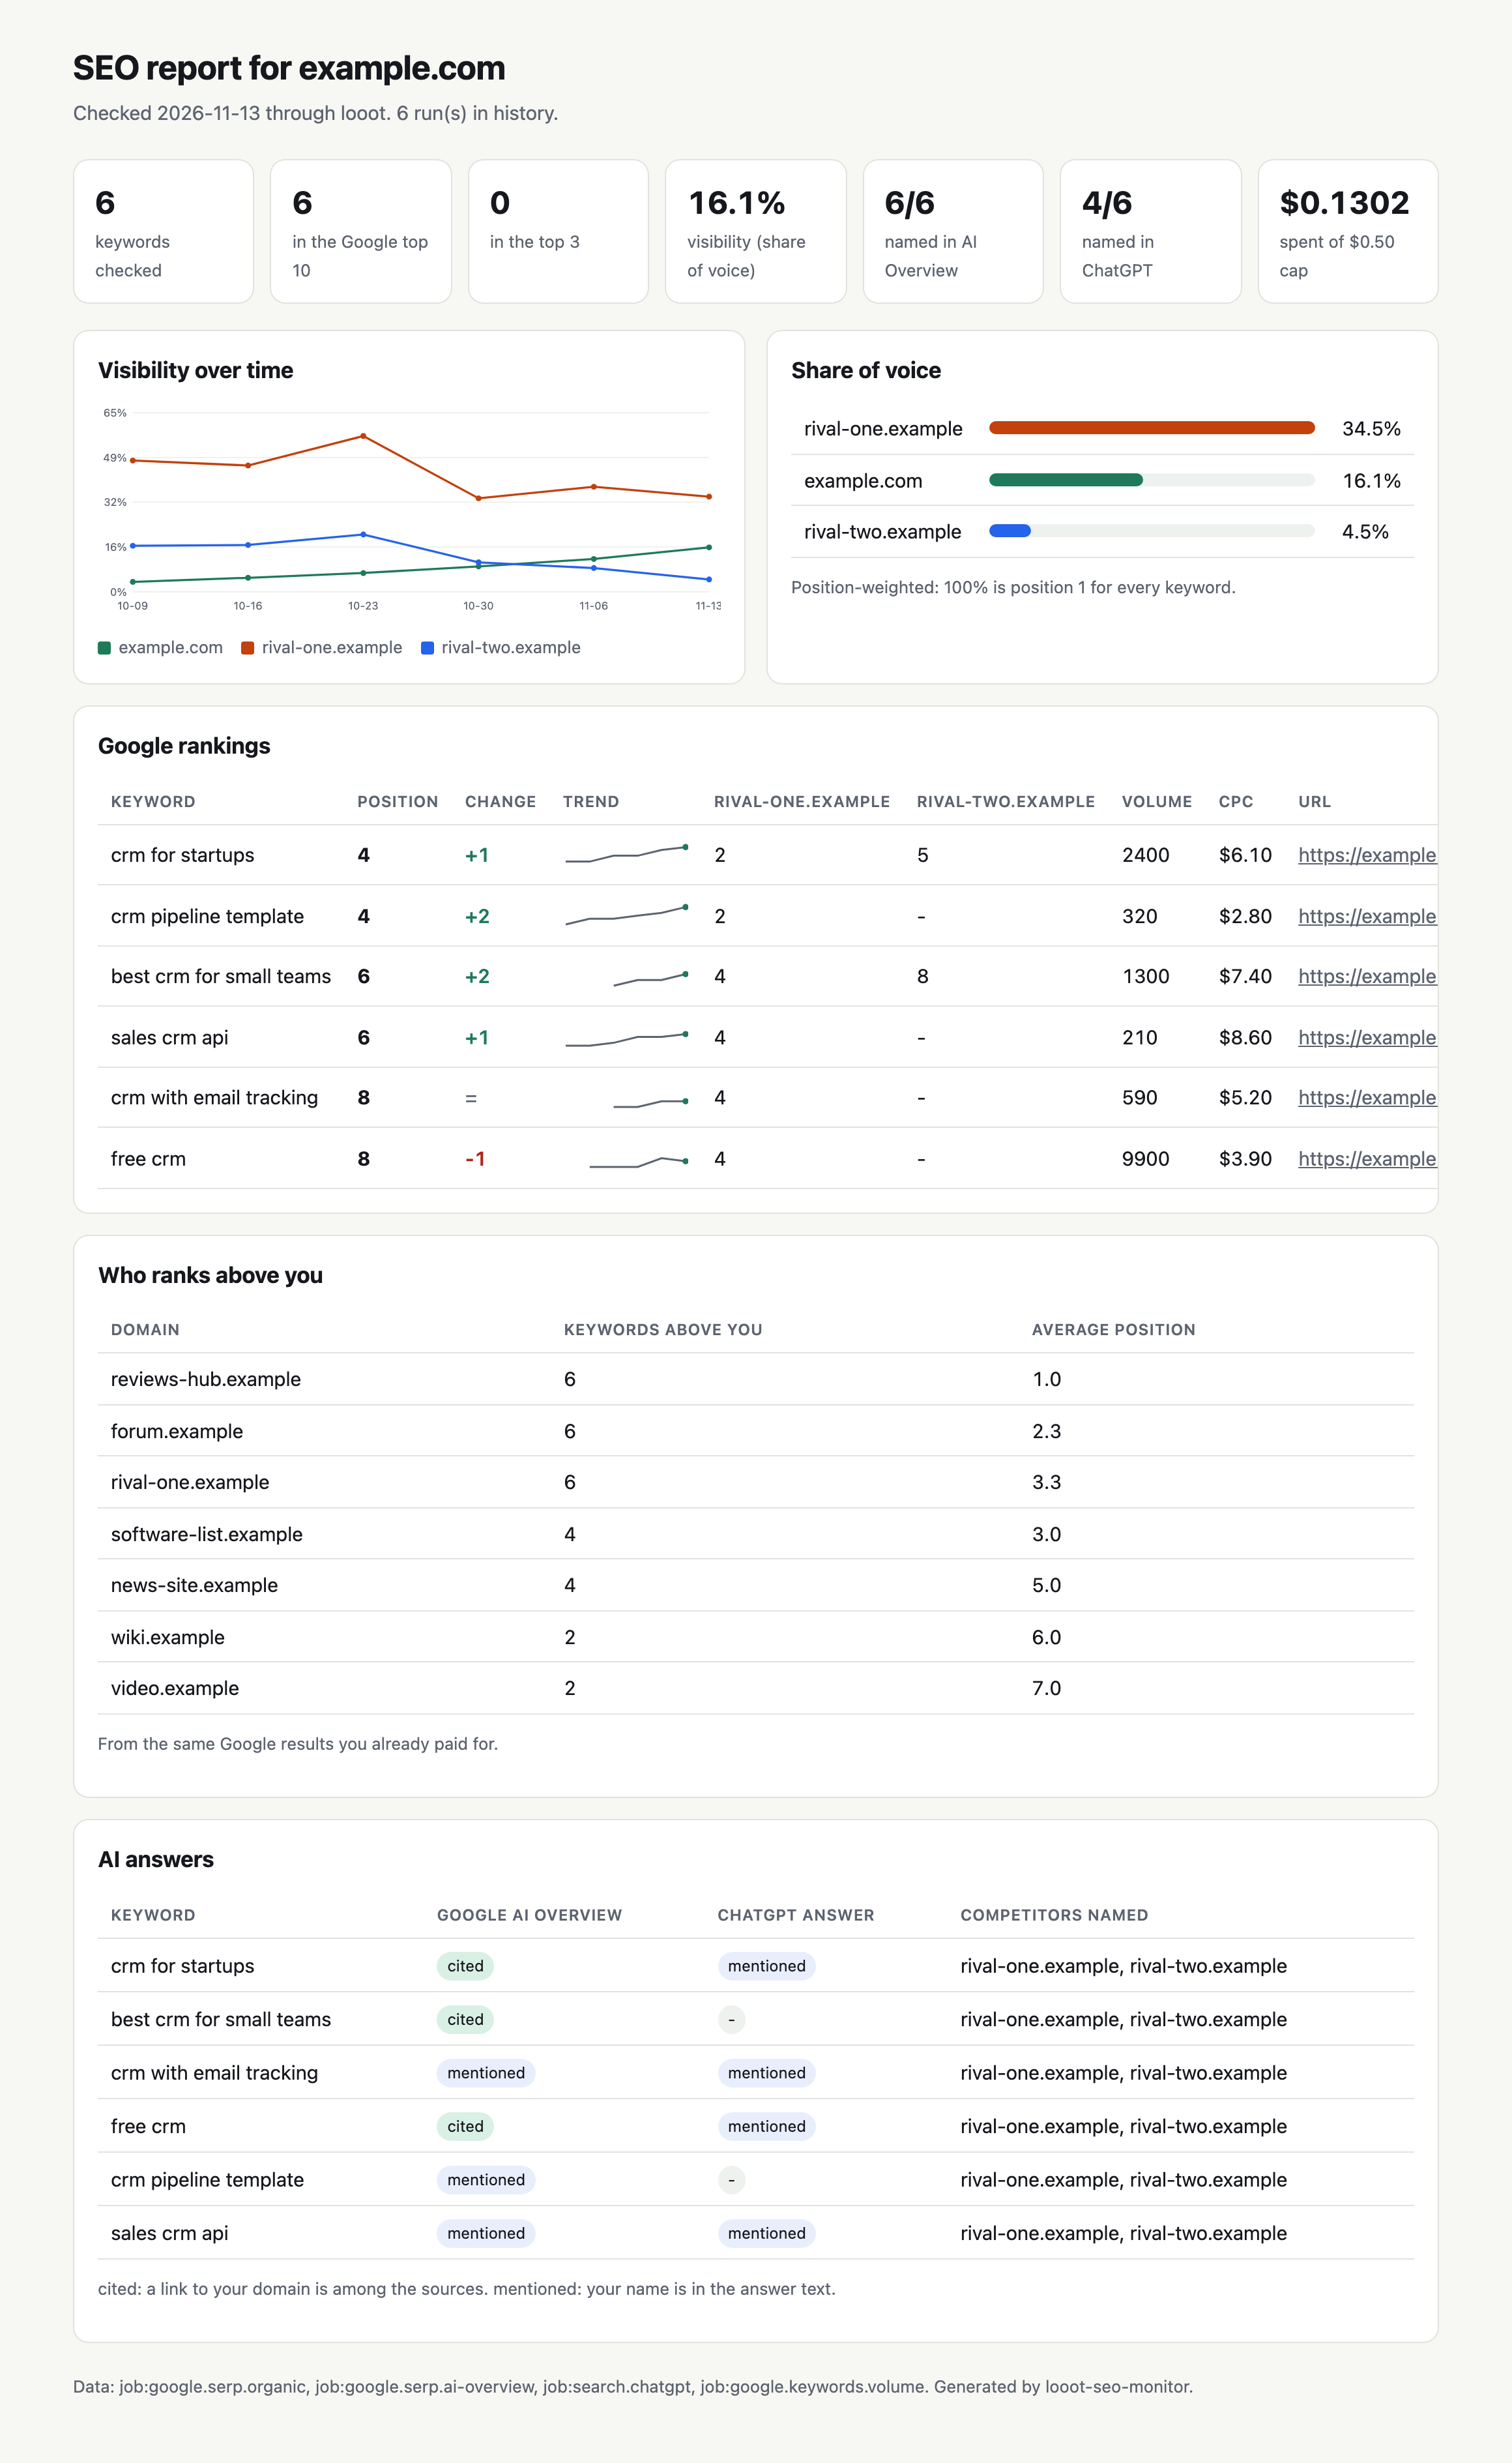 SEO report for example.com
Checked 2026-11-13 through looot. 6 run(s) in history.
6
keywords
checked
6
in the Google top
10
0
in the top 3
16.1%
visibility (share
of voice)
6/6
named in AI
Overview
4/6
named in
ChatGPT
$0.1302
spent of $0.50
cap
Visibility over time
65%
49%
32%
16%
0%
10-09 10-16 10-23 10-30 11-06 11-13
example.com rival-one.example rival-two.example
Share of voice
rival-one.example 34.5%
example.com 16.1%
rival-two.example 4.5%
Position-weighted: 100% is position 1 for every keyword.
Google rankings
KEYWORD POSITION CHANGE TREND RIVAL-ONE.EXAMPLE RIVAL-TWO.EXAMPLE VOLUME CPC URL
crm for startups 4 +1 2 5 2400 $6.10 https://example
crm pipeline template 4 +2 2 - 320 $2.80 https://example
best crm for small teams 6 +2 4 8 1300 $7.40 https://example
sales crm api 6 +1 4 - 210 $8.60 https://example
crm with email tracking 8 = 4 - 590 $5.20 https://example
free crm 8 -1 4 - 9900 $3.90 https://example
Who ranks above you
DOMAIN KEYWORDS ABOVE YOU AVERAGE POSITION
reviews-hub.example 6 1.0
forum.example 6 2.3
rival-one.example 6 3.3
software-list.example 4 3.0
news-site.example 4 5.0
wiki.example 2 6.0
video.example 2 7.0
From the same Google results you already paid for.
AI answers
KEYWORD GOOGLE AI OVERVIEW CHATGPT ANSWER COMPETITORS NAMED
crm for startups cited mentioned rival-one.example, rival-two.example
best crm for small teams cited - rival-one.example, rival-two.example
crm with email tracking mentioned mentioned rival-one.example, rival-two.example
free crm cited mentioned rival-one.example, rival-two.example
crm pipeline template mentioned - rival-one.example, rival-two.example
sales crm api mentioned mentioned rival-one.example, rival-two.example
cited: a link to your domain is among the sources. mentioned: your name is in the answer text.
Data: job:google.serp.organic, job:google.serp.ai-overview, job:search.chatgpt, job:google.keywords.volume. Generated by looot-seo-monitor.